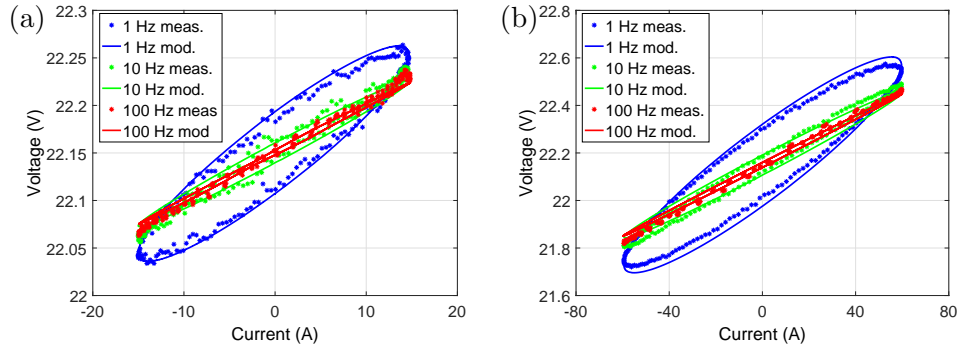 (a)
22.3
22.25
22.2
22.15
22.1
22.05
22
Voltage (V)
-20
-10
0
10
20
Current (A)
1 Hz meas.
1 Hz mod.
10 Hz meas.
10 Hz mod.
100 Hz meas
100 Hz mod
(b)
22.8
22.6
22.4
22.2
22
21.8
21.6
Voltage (V)
-80
-40
0
40
80
Current (A)
1 Hz meas.
1 Hz mod.
10 Hz meas.
10 Hz mod.
100 Hz meas.
100 Hz mod.